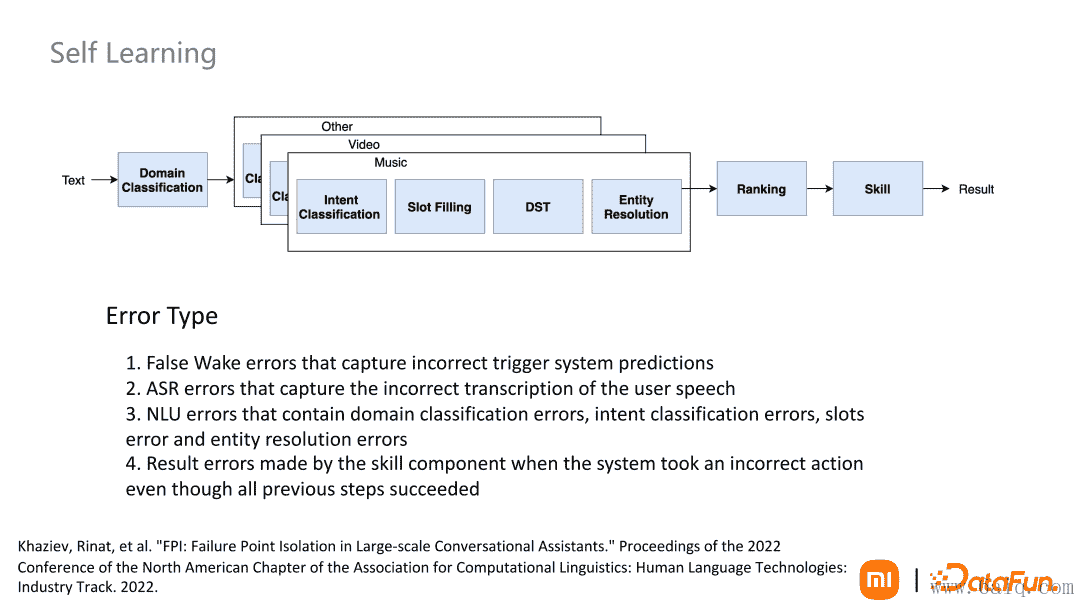 Self Learning
Other
Video
Music
Text
Domain
Classification
Cla
Cla
Intent
Classification
Slot Filling
DST
Entity
Resolution
Ranking
Skill
Result
Error Type
1. False Wake errors that capture incorrect trigger system predictions
2. ASR errors that capture the incorrect transcription of the user speech
3. NLU errors that contain domain classification errors, intent classification errors, slots
error and entity resolution errors
4. Result errors made by the skill component when the system took an incorrect action
even though all previous steps succeeded
Khaziev, Rinat, et al. "FPI: Failure Point Isolation in Large-scale Conversational Assistants." Proceedings of the 2022
Conference of the North American Chapter of the Association for Computational Linguistics: Human Language Technologies:
Industry Track. 2022.
mi
DataFun.